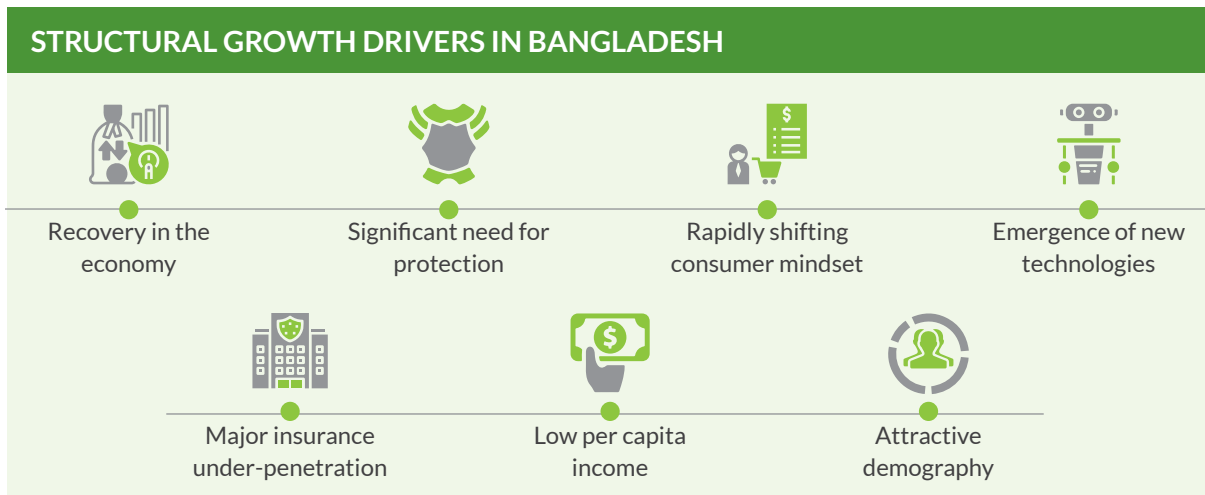 STRUCTURAL GROWTH DRIVERS IN BANGLADESH
$
Recovery in the
economy
Significant need for
protection
Rapidly shifting
consumer mindset
Emergence of new
technologies
$
Major insurance
under-penetration
Low per capita
income
Attractive
demography